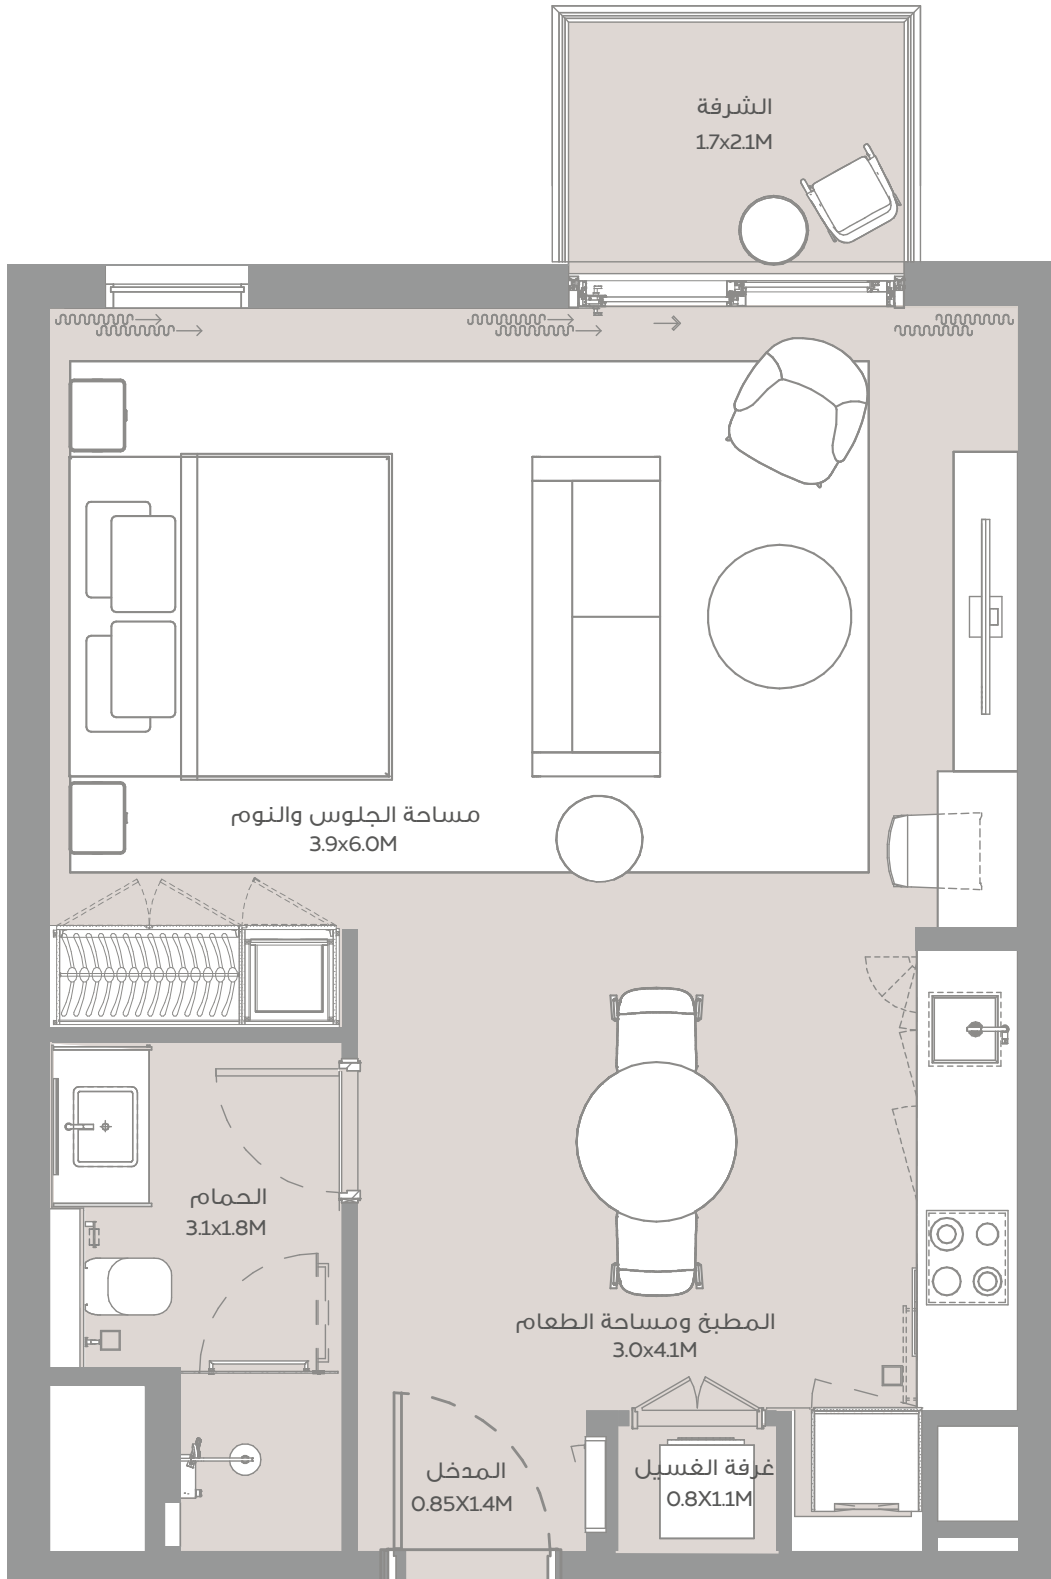 الشرفة
1.7x2.1M
مساحة الجلوس والنوم
3.9x6.0M
الحمام
3.1x1.8M
المطبخ ومساحة الطعام
3.0x4.1M
غرفة الغسيل
0.8X1.1M
المدخل
0.85X1.4M